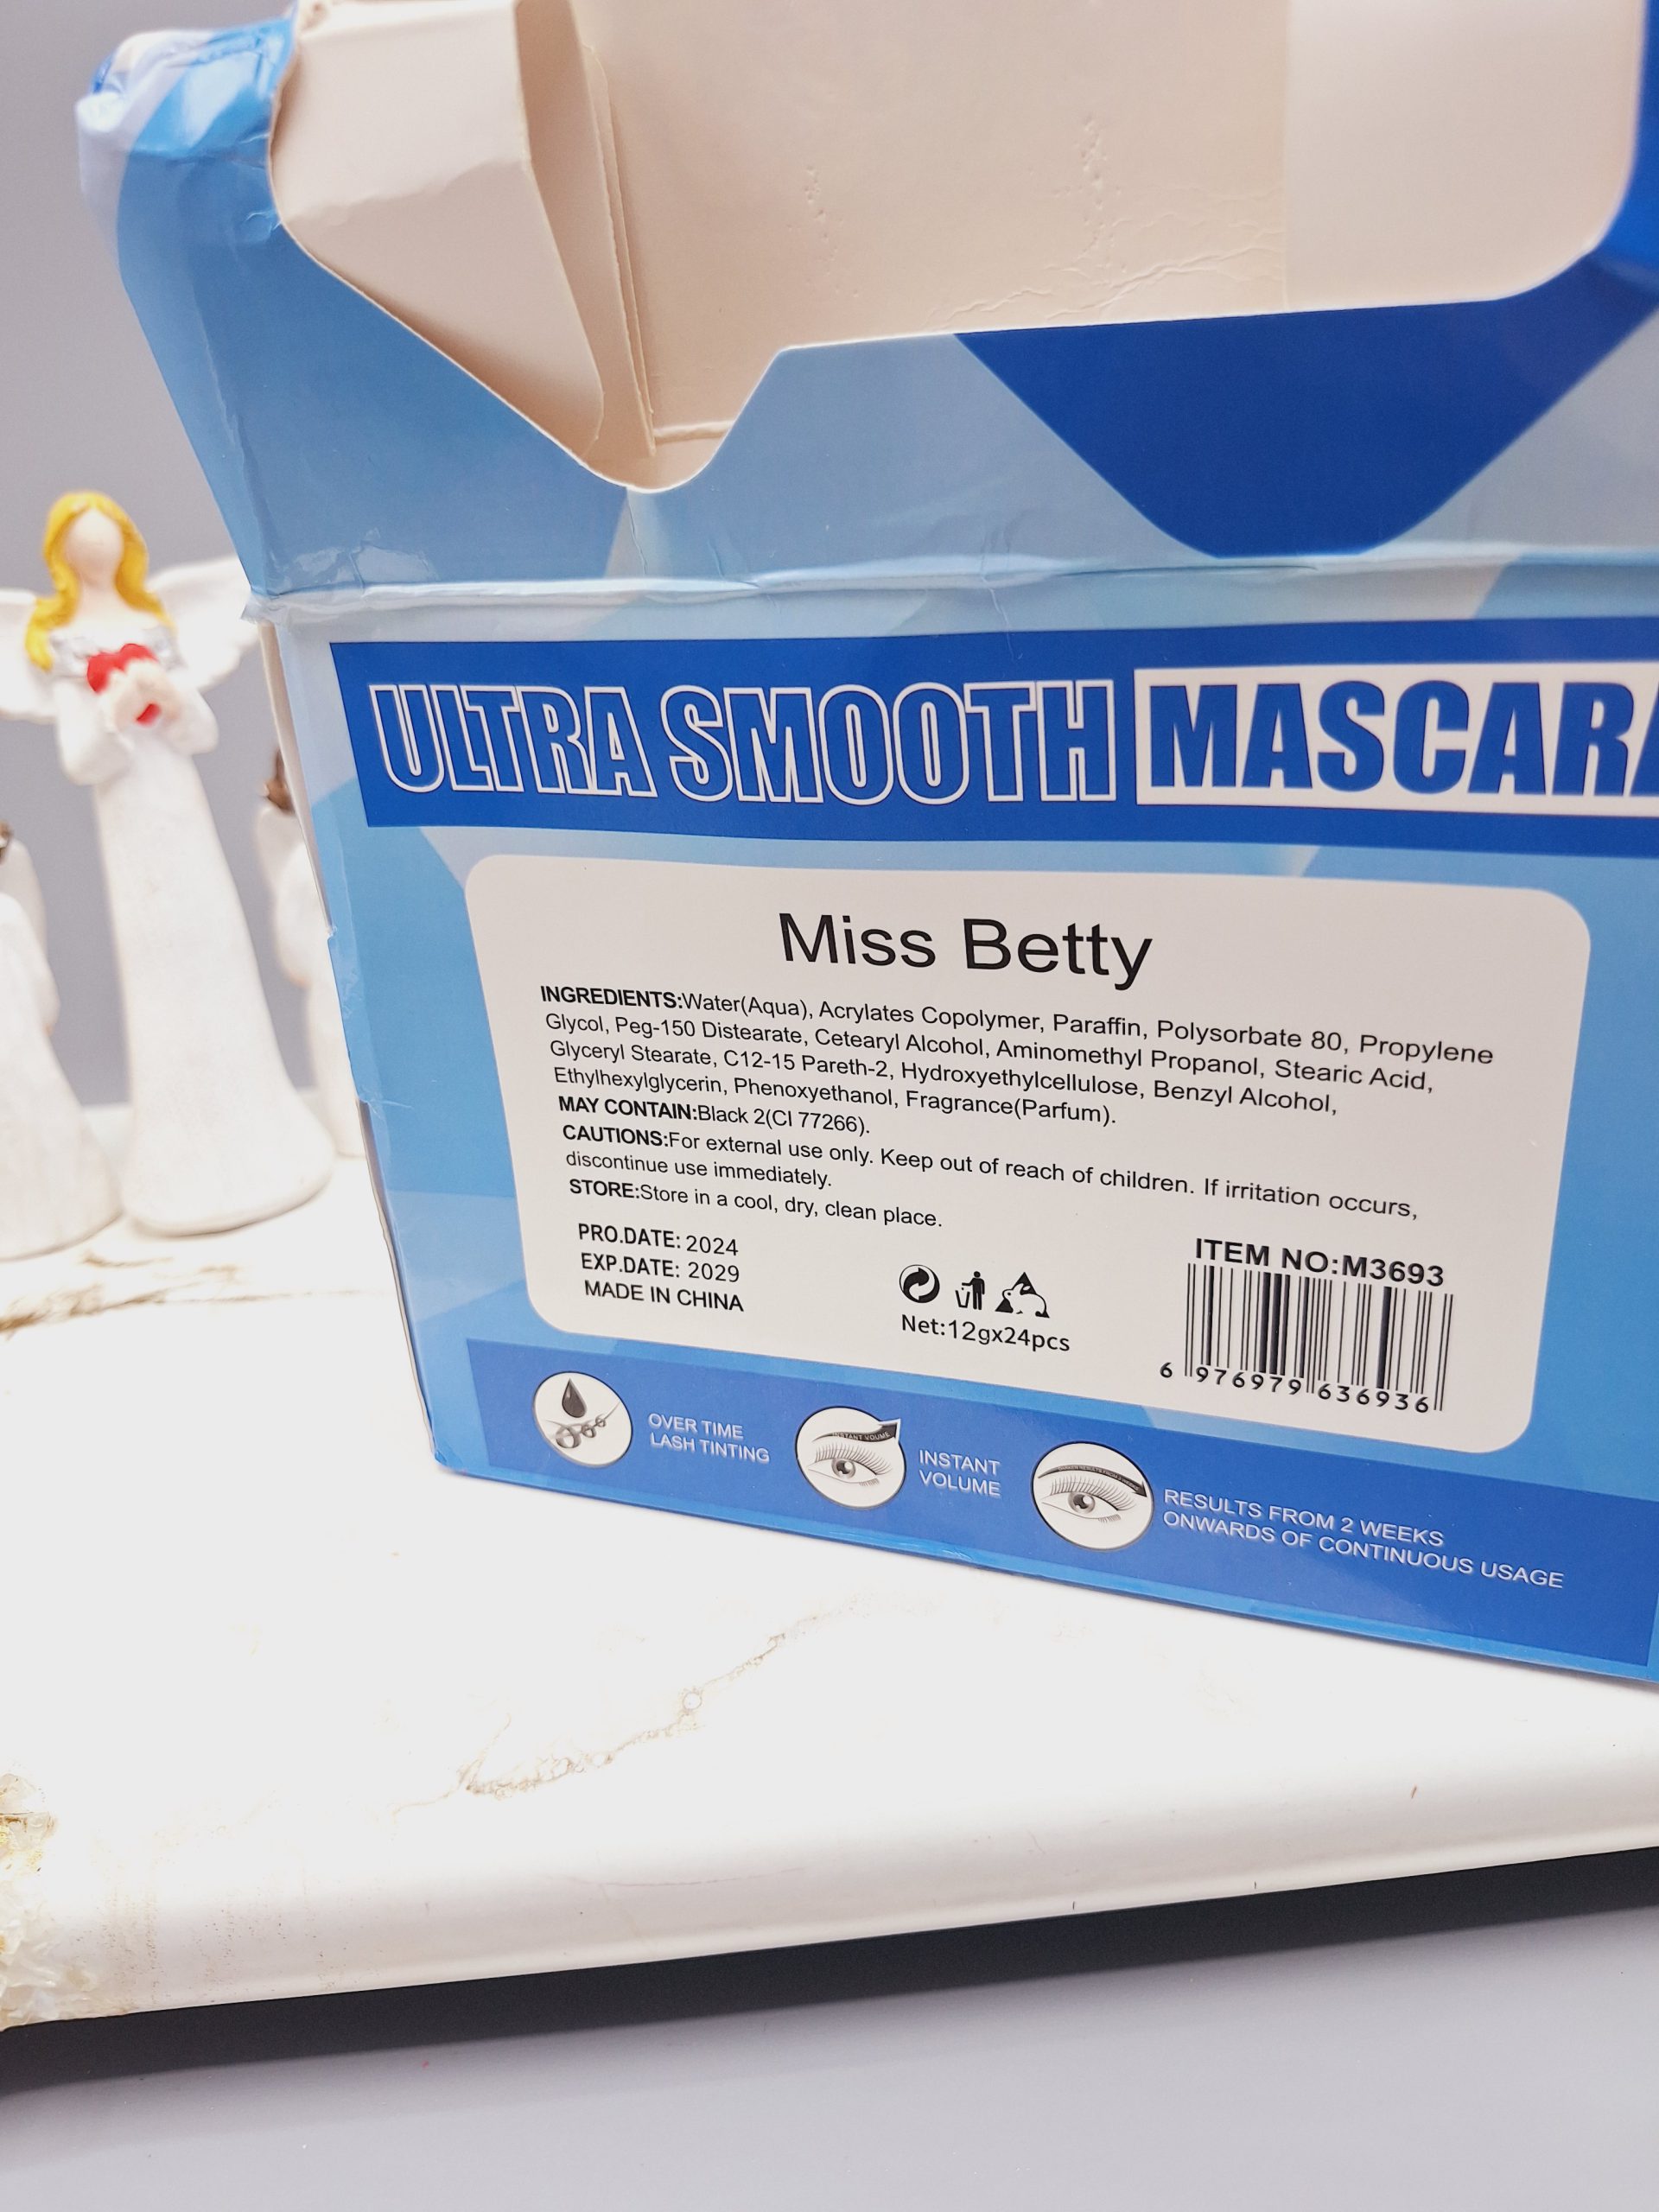 ULTRA SMOOTH MASCARA
Miss Betty
INGREDIENTS:Water(Aqua), Acrylates Copolymer, Paraffin, Polysorbate 80, Propylene
Glycol, Peg-150 Distearate, Cetearyl Alcohol, Aminomethyl Propanol, Stearic Acid,
Glyceryl Stearate, C12-15 Pareth-2, Hydroxyethylcellulose, Benzyl Alcohol,
Ethylhexylglycerin, Phenoxyethanol, Fragrance(Parfum).
MAY CONTAIN:Black 2(CI 77266).
CAUTIONS:For external use only. Keep out of reach of children. If irritation occurs,
discontinue use immediately.
STORE:Store in a cool, dry, clean place.
PRO.DATE: 2024
EXP.DATE: 2029
MADE IN CHINA
Net:12gx24pcs
ITEM NO:M3693
6 976979 636936
OVER TIME
LASH TINTING
INSTANT VOUME
INSTANT
VOLUME
RESULTS FROM 2 WEEKS
ONWARDS OF CONTINUOUS USAGE